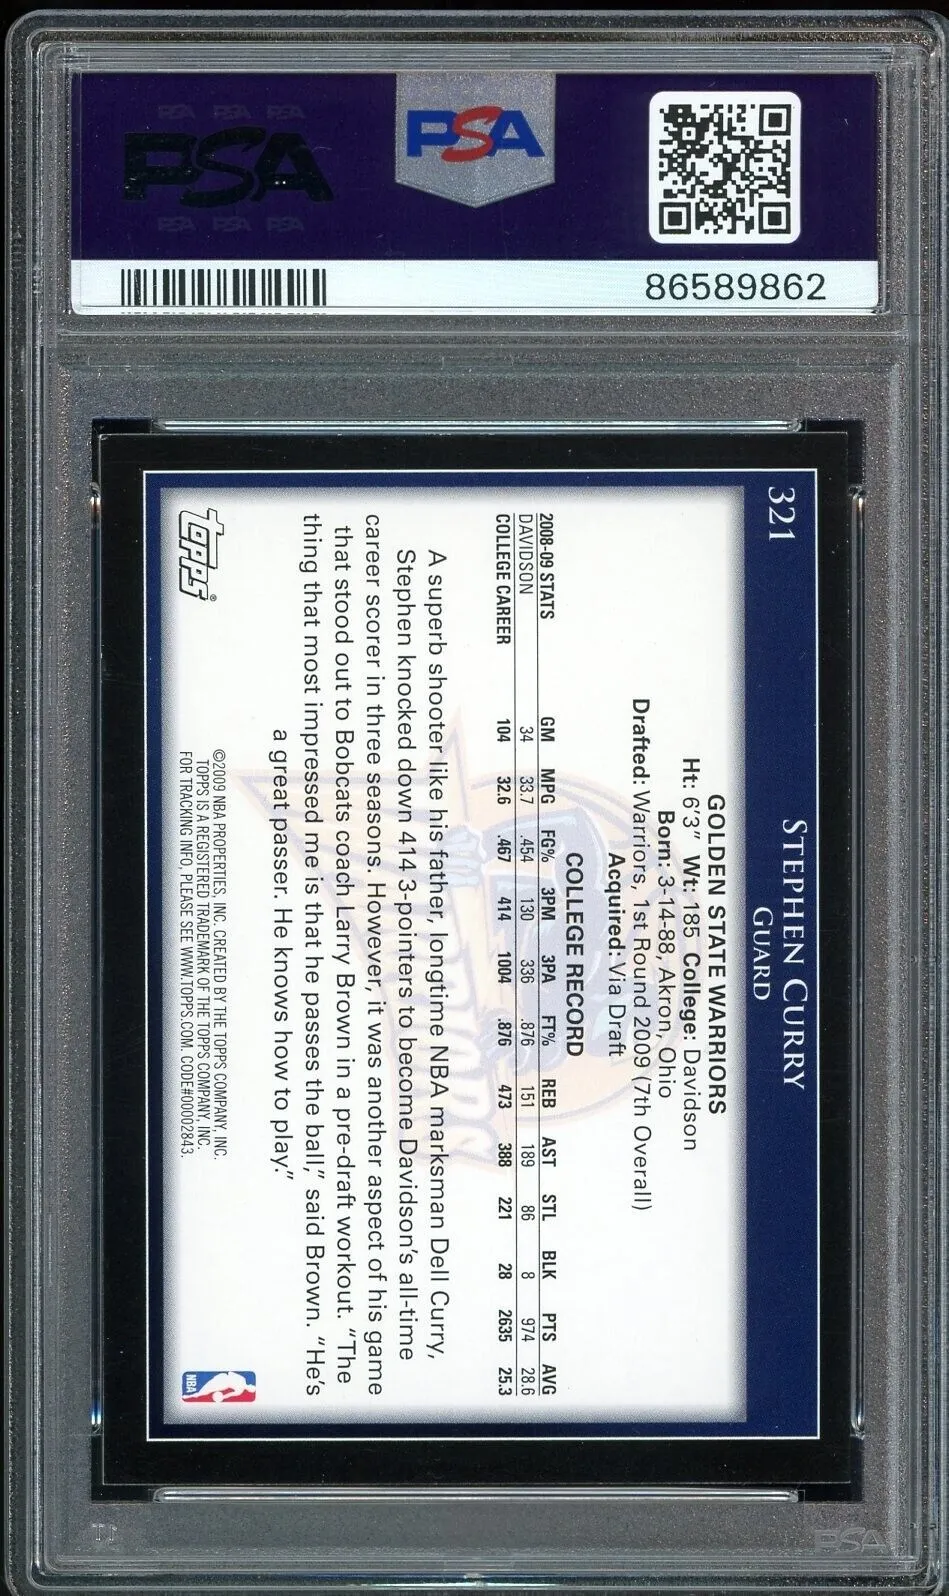 PSA PSA PSA
PSA
PSA PSA PSA
PSA
86589862
321
STEPHEN CURRY
GUARD
GOLDEN STATE WARRIORS
Ht: 6'3" Wt: 185 College: Davidson
Born: 3-14-88, Akron, Ohio
Drafted: Warriors, 1st Round 2009 (7th Overall)
Acquired: Via Draft
COLLEGE RECORD
2008-09 STATS GM MPG FG% 3PM 3PA FT% REB AST STL BLK PTS AVG
DAVIDSON 34 33.7 .454 130 336 .876 151 189 86 8 974 28.6
COLLEGE CAREER 104 32.6 .467 414 1004 .876 473 388 221 28 2635 25.3
A superb shooter like his father, longtime NBA marksman Dell Curry,
Stephen knocked down 414 3-pointers to become Davidson's all-time
career scorer in three seasons. However, it was another aspect of his game
that stood out to Bobcats coach Larry Brown in a pre-draft workout. "The
thing that most impressed me is that he passes the ball," said Brown. "He's
a great passer. He knows how to play."
©2009 NBA PROPERTIES, INC. CREATED BY THE TOPPS COMPANY, INC.
TOPPS IS A REGISTERED TRADEMARK OF THE TOPPS COMPANY, INC.
FOR TRACKING INFO, PLEASE SEE WWW.TOPPS.COM. CODE#00002843.
topps®
NBA
PSA